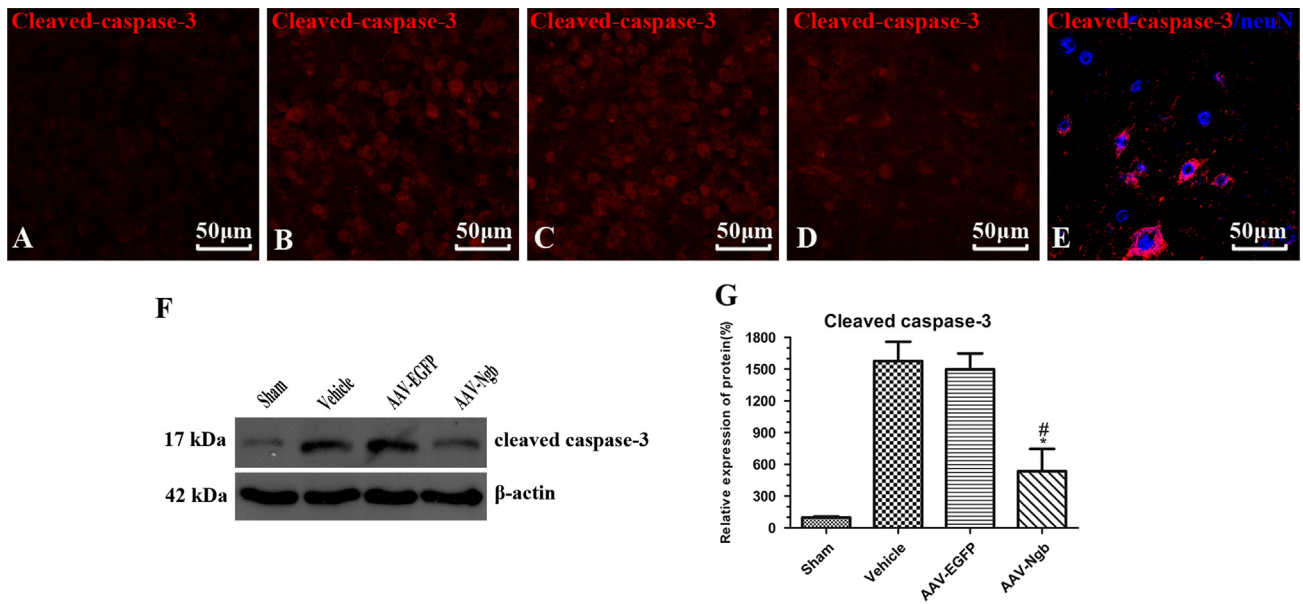 Cleaved-caspase-3
A
50μm
Cleaved-caspase-3
B
50μm
Cleaved-caspase-3
C
50μm
Cleaved-caspase-3
D
50μm
Cleaved-caspase-3/neuN
E
50μm
F
Sham
Vehicle
AAV-EGFP
AAV-Ngb
17 kDa
cleaved caspase-3
42 kDa
β-actin
G
Cleaved caspase-3
Relative expression of protein(%)
1800
1500
1200
900
600
300
0
#
*
Sham
Vehicle
AAV-EGFP
AAV-Ngb